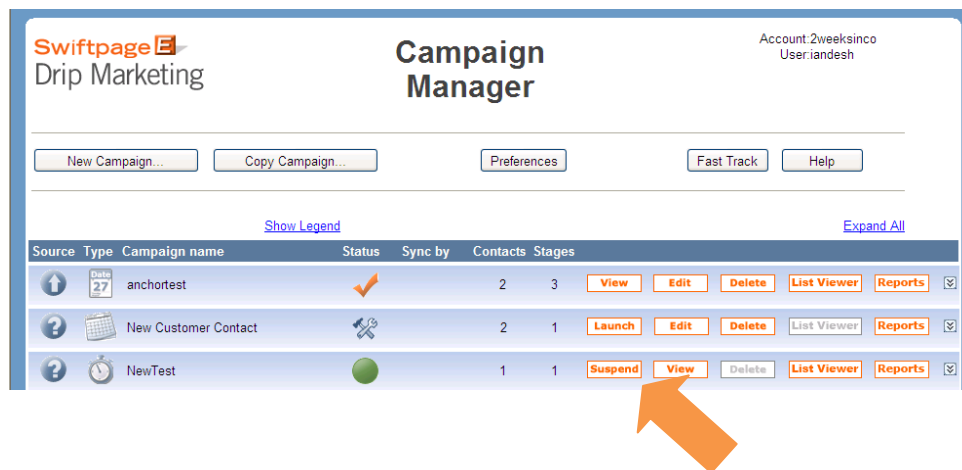 Swiftpage E
Drip Marketing
Campaign
Manager
Account:2weeksinco
User:iandesh
New Campaign... Copy Campaign... Preferences Fast Track Help
Show Legend Expand All
Source Type Campaign name Status Sync by Contacts Stages
Date 27 anchortest 2 3 View Edit Delete List Viewer Reports
? New Customer Contact 2 1 Launch Edit Delete List Viewer Reports
? NewTest 1 1 Suspend View Delete List Viewer Reports